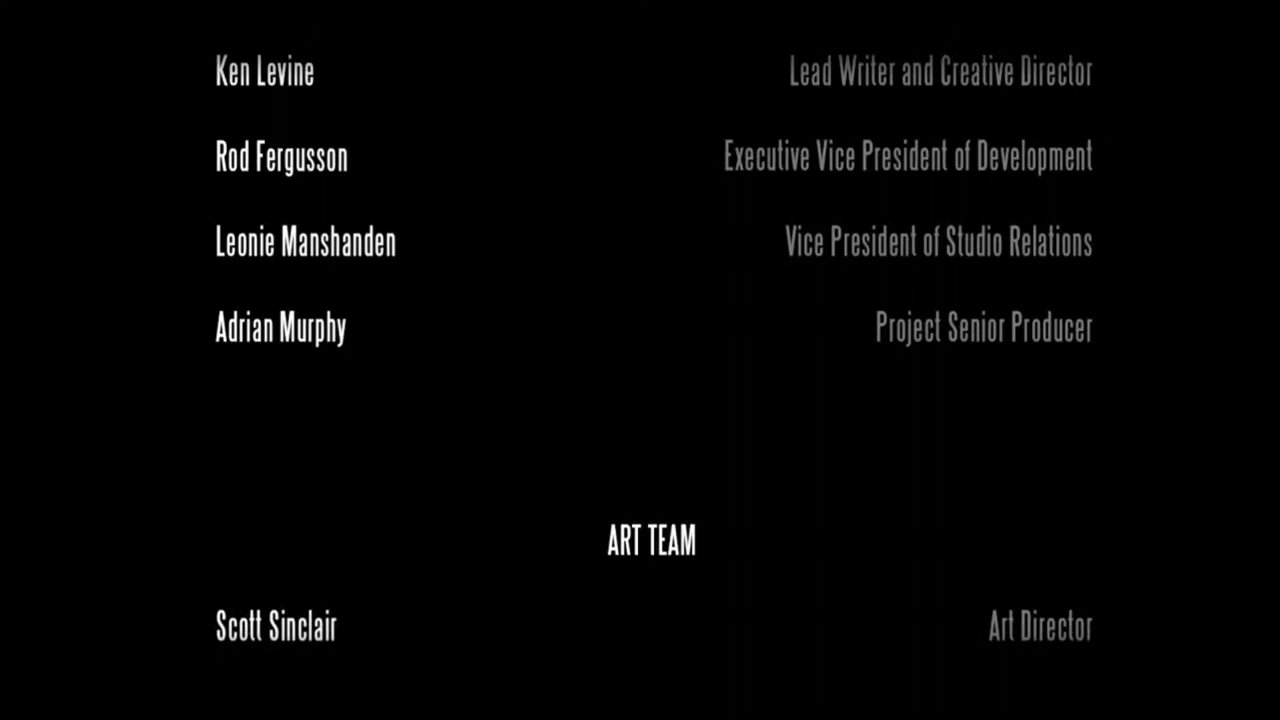 Ken Levine Lead Writer and Creative Director
Rod Fergusson Executive Vice President of Development
Leonie Manshanden Vice President of Studio Relations
Adrian Murphy Project Senior Producer
ART TEAM
Scott Sinclair Art Director